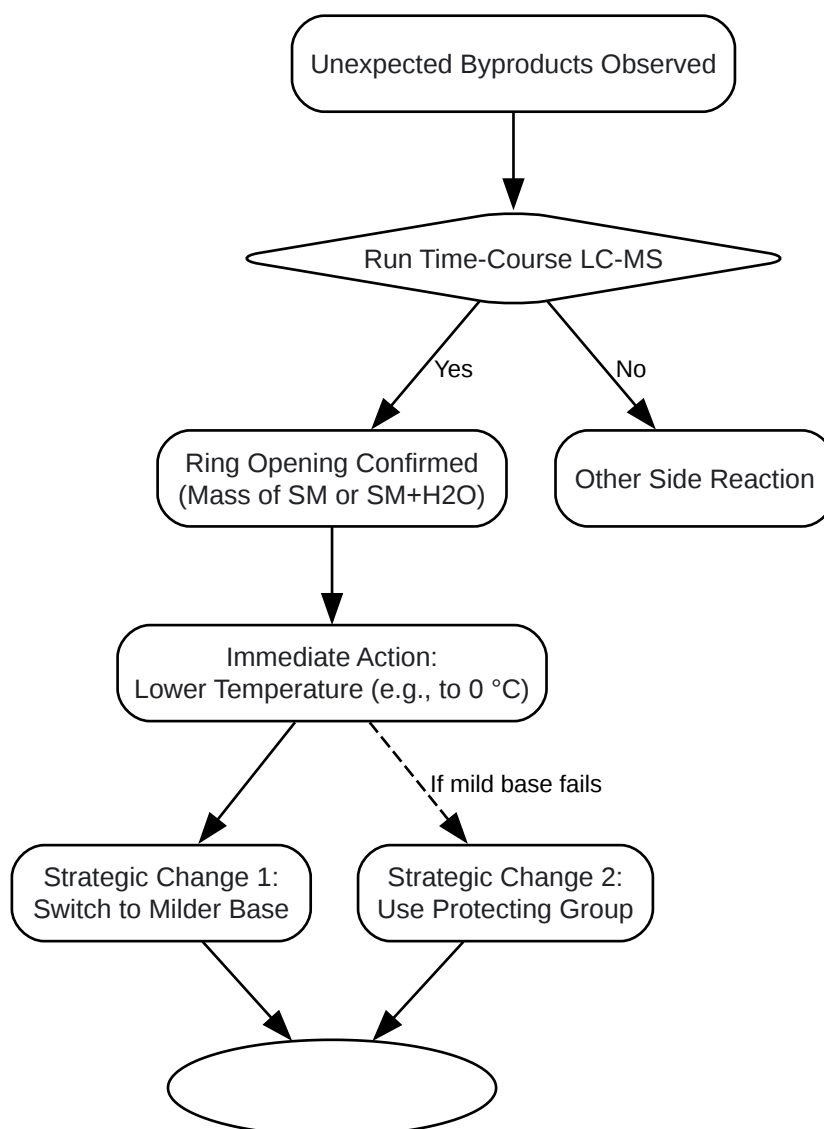 Unexpected Byproducts Observed
Run Time-Course LC-MS
Yes
No
Ring Opening Confirmed
(Mass of SM or SM+H2O)
Other Side Reaction
Immediate Action:
Lower Temperature (e.g., to 0 °C)
If mild base fails
Strategic Change 1:
Switch to Milder Base
Strategic Change 2:
Use Protecting Group